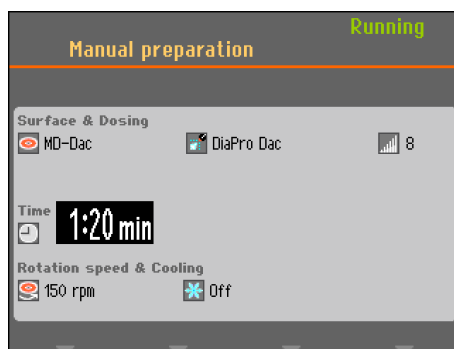 Running
Manual preparation
Surface & Dosing
MD-Dac DiaPro Dac 8
Time
1:20 min
Rotation speed & Cooling
150 rpm Off